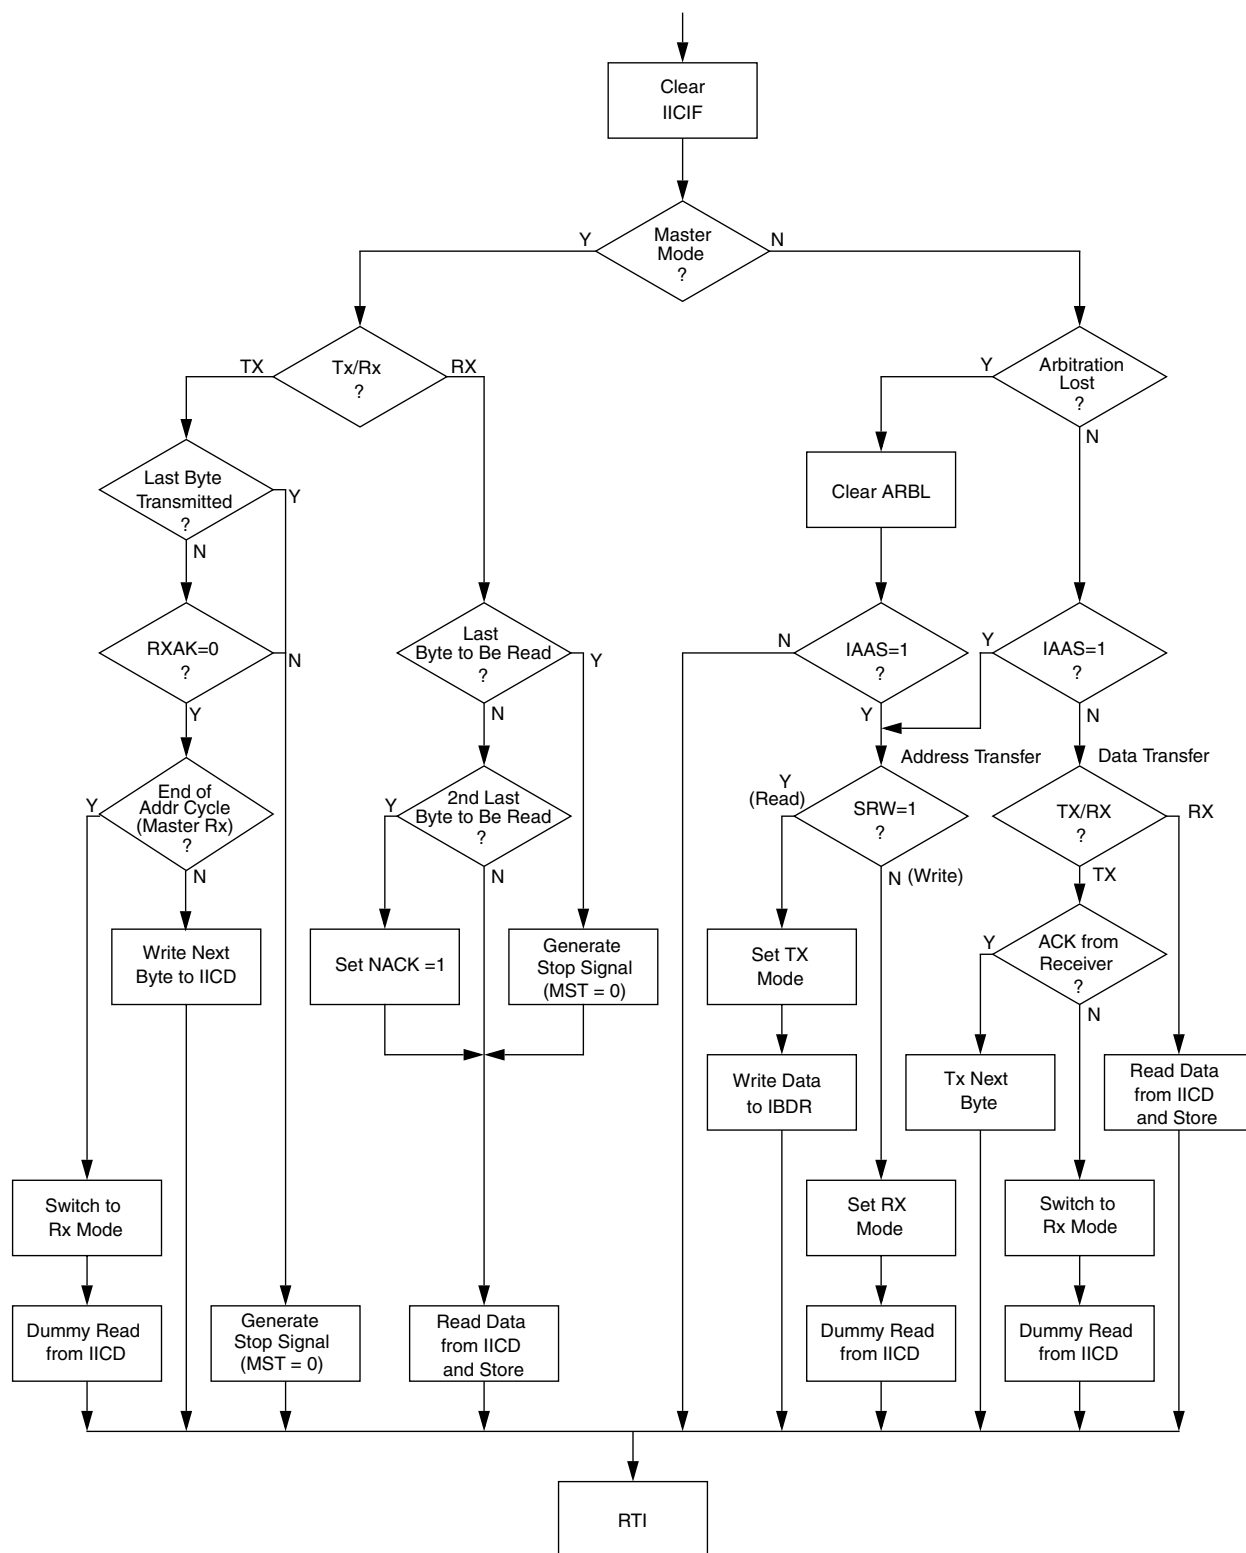 Clear
IICIF
Master
Mode
?
Y
N
Tx/Rx
?
TX
RX
Arbitration
Lost
?
Y
N
Last Byte
Transmitted
?
Y
N
Clear ARBL
RXAK=0
?
N
Y
Last
Byte to Be Read
?
Y
N
IAAS=1
?
N
Y
IAAS=1
?
Y
N
Address Transfer
Data Transfer
End of
Addr Cycle
(Master Rx)
?
Y
N
2nd Last
Byte to Be Read
?
Y
N
Y
(Read)
SRW=1
?
N (Write)
TX/RX
?
RX
TX
Write Next
Byte to IICD
Set NACK =1
Generate
Stop Signal
(MST = 0)
Set TX
Mode
Y
ACK from
Receiver
?
N
Write Data
to IBDR
Tx Next
Byte
Read Data
from IICD
and Store
Switch to
Rx Mode
Set RX
Mode
Switch to
Rx Mode
Dummy Read
from IICD
Generate
Stop Signal
(MST = 0)
Read Data
from IICD
and Store
Dummy Read
from IICD
Dummy Read
from IICD
RTI